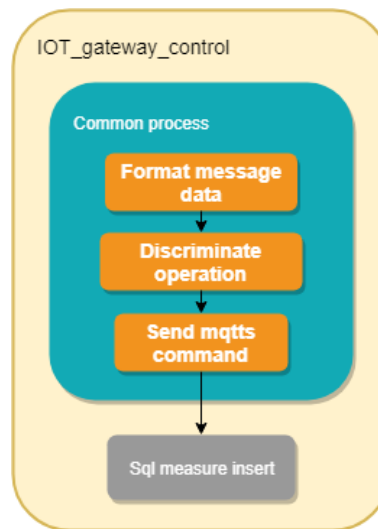 IOT_gateway_control
Common process
Format message
data
Discriminate
operation
Send mqtts
command
Sql measure insert